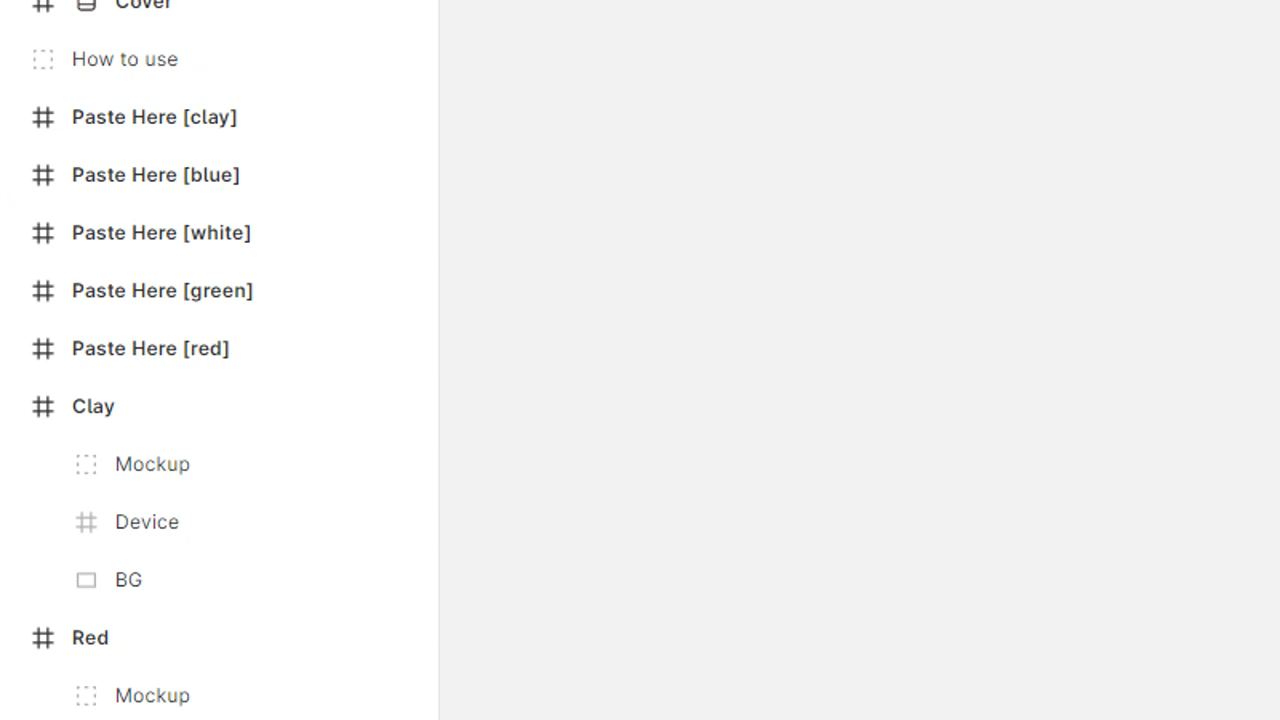 Cover
How to use
Paste Here [clay]
Paste Here [blue]
Paste Here [white]
Paste Here [green]
Paste Here [red]
Clay
Mockup
Device
BG
Red
Mockup